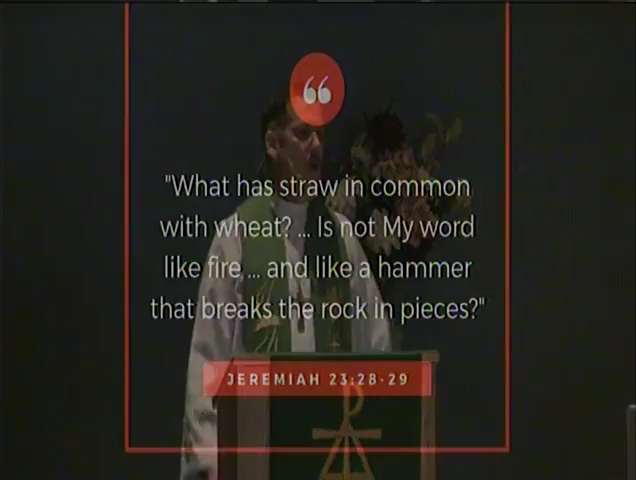 "What has straw in common
with wheat? ... Is not My word
like fire ... and like a hammer
that breaks the rock in pieces?"
JEREMIAH 23:28-29